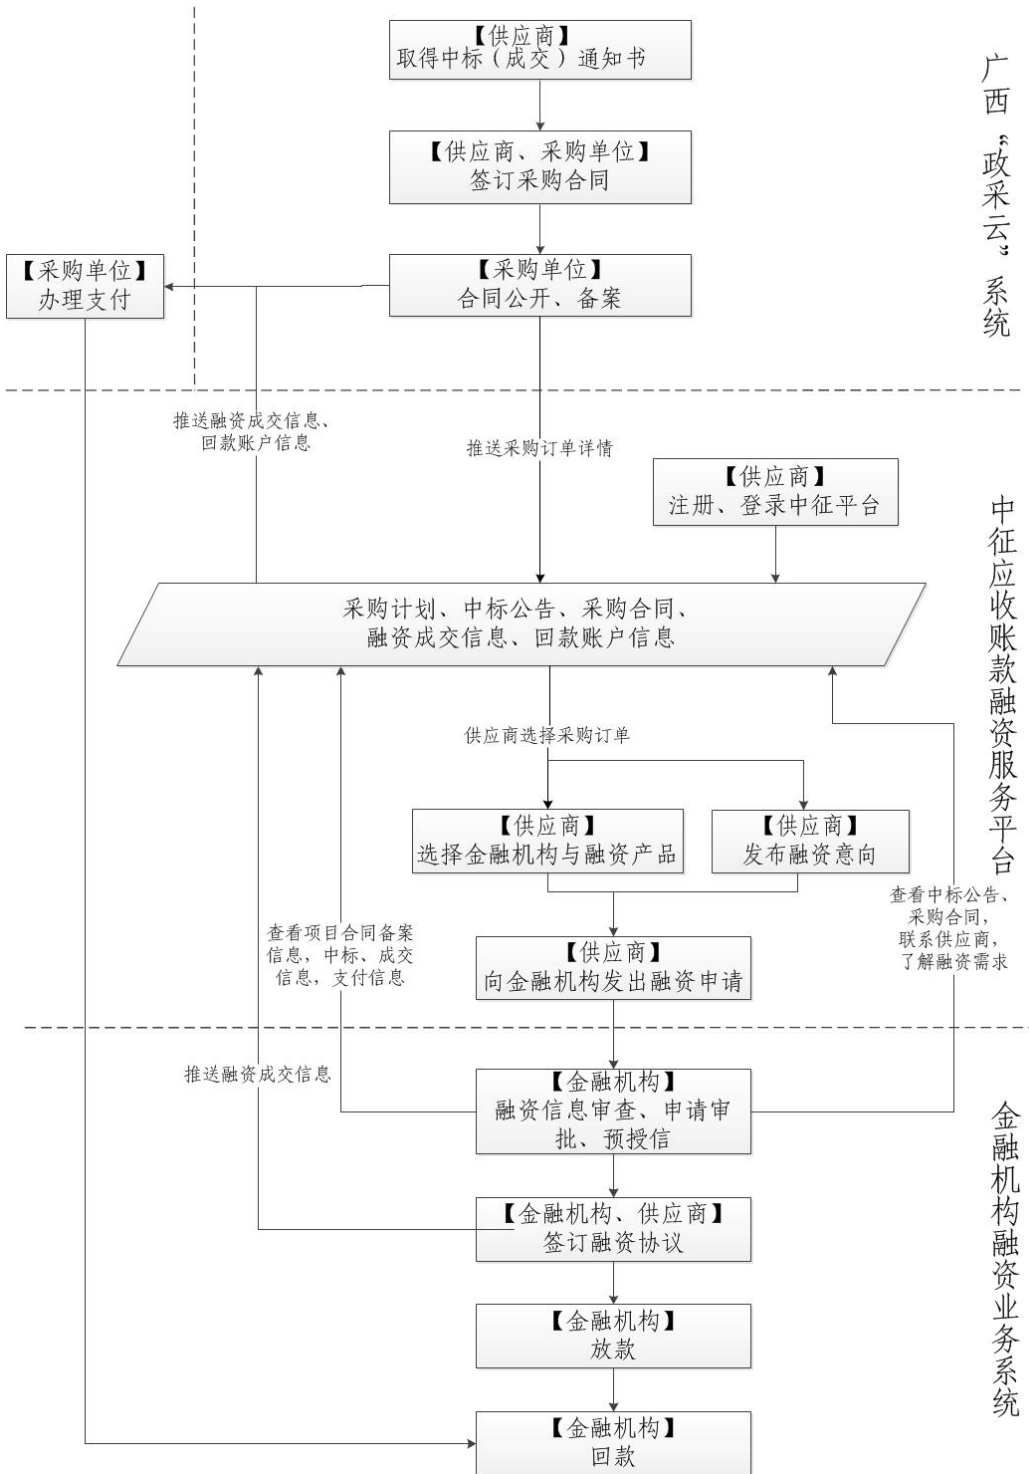 【供应商】
取得中标（成交）通知书
【供应商、采购单位】
签订采购合同
【采购单位】
合同公开、备案
【采购单位】
办理支付
广西“政采云”系统
推送融资成交信息、
回款账户信息
推送采购订单详情
【供应商】
注册、登录中征平台
采购计划、中标公告、采购合同、
融资成交信息、回款账户信息
中征应收账款融资服务平台
供应商选择采购订单
【供应商】
选择金融机构与融资产品
【供应商】
发布融资意向
查看中标公告、
采购合同，
联系供应商，
了解融资需求
查看项目合同备案
信息，中标、成交
信息，支付信息
【供应商】
向金融机构发出融资申请
推送融资成交信息
【金融机构】
融资信息审查、申请审
批、预授信
【金融机构、供应商】
签订融资协议
【金融机构】
放款
【金融机构】
回款
金融机构融资业务系统